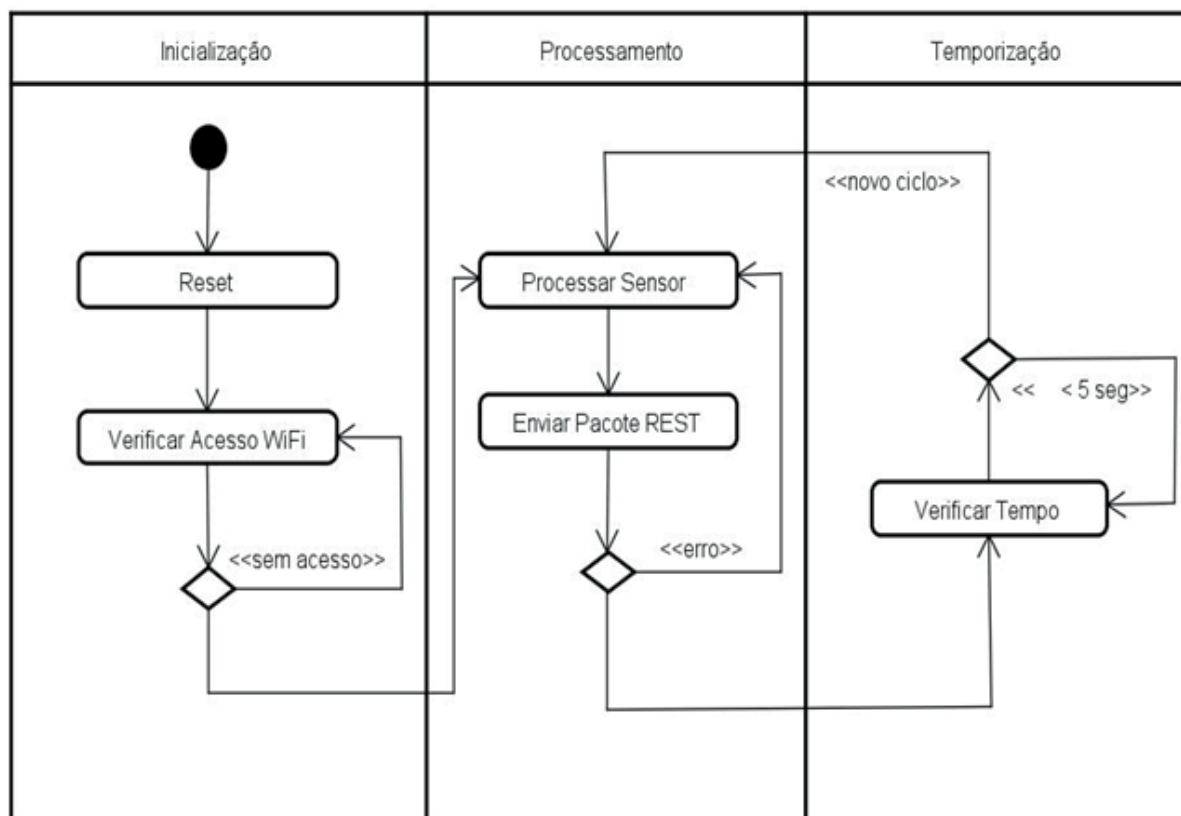 Inicialização
Processamento
Temporização
<<novo ciclo>>
Reset
Processar Sensor
<< < 5 seg>>
Verificar Acesso WiFi
Enviar Pacote REST
Verificar Tempo
<<sem acesso>>
<<erro>>